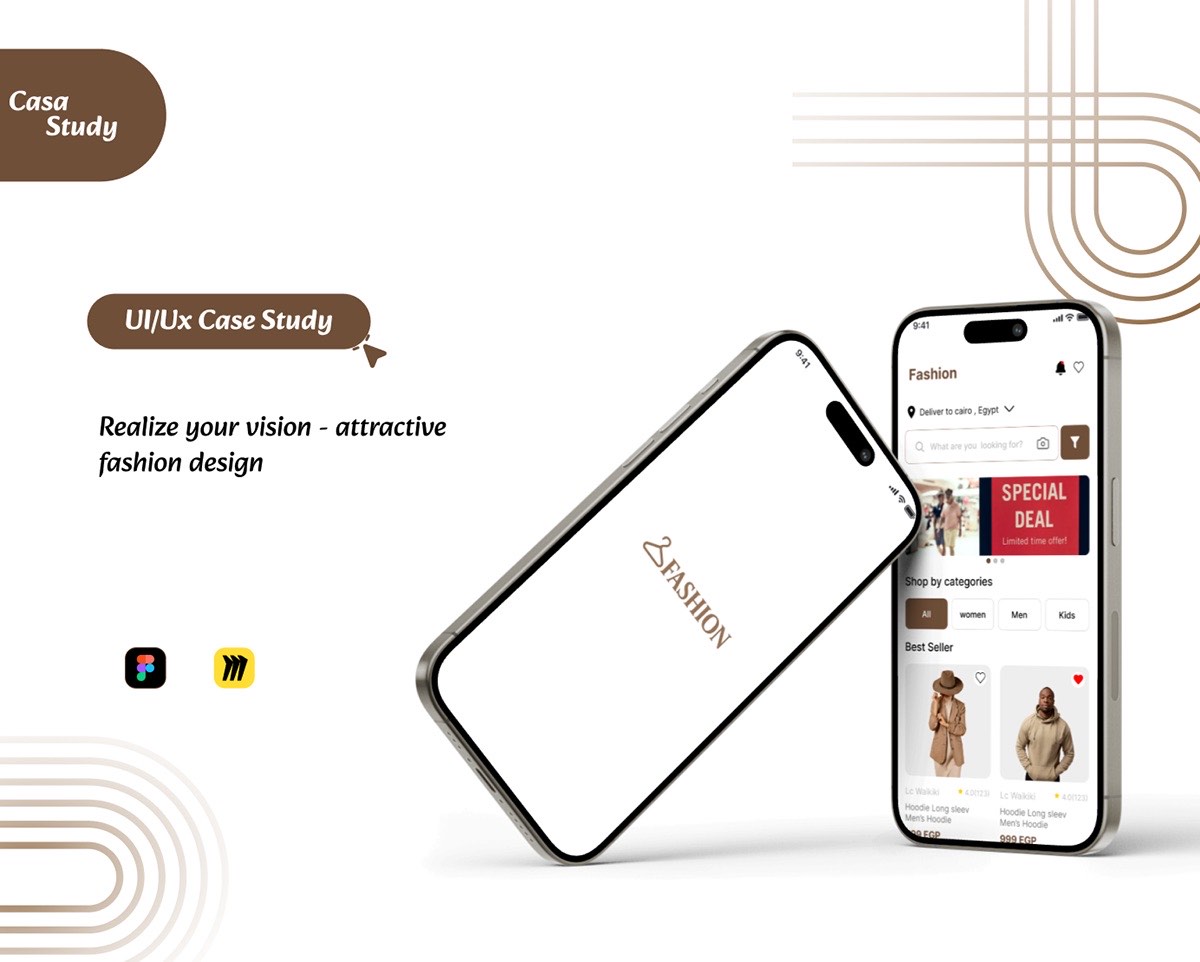 Casa
Study
UI/Ux Case Study
Realize your vision - attractive
fashion design
9:41
FASHION
9:41
Fashion
Deliver to cairo , Egypt
What are you looking for?
SPECIAL
DEAL
Limited time offer!
Shop by categories
All women Men Kids
Best Seller
Lc Waikiki 4.0(123)
Hoodie Long sleev
Men's Hoodie
999 EGP
Lc Waikiki 4.0(123)
Hoodie Long sleev
Men's Hoodie
999 EGP